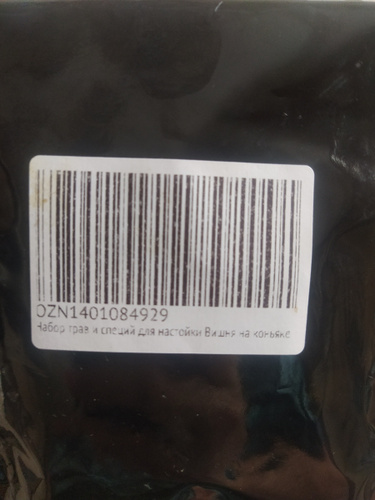 OZN1401084929
Набор трав и специй для настойки Вишня на коньяке